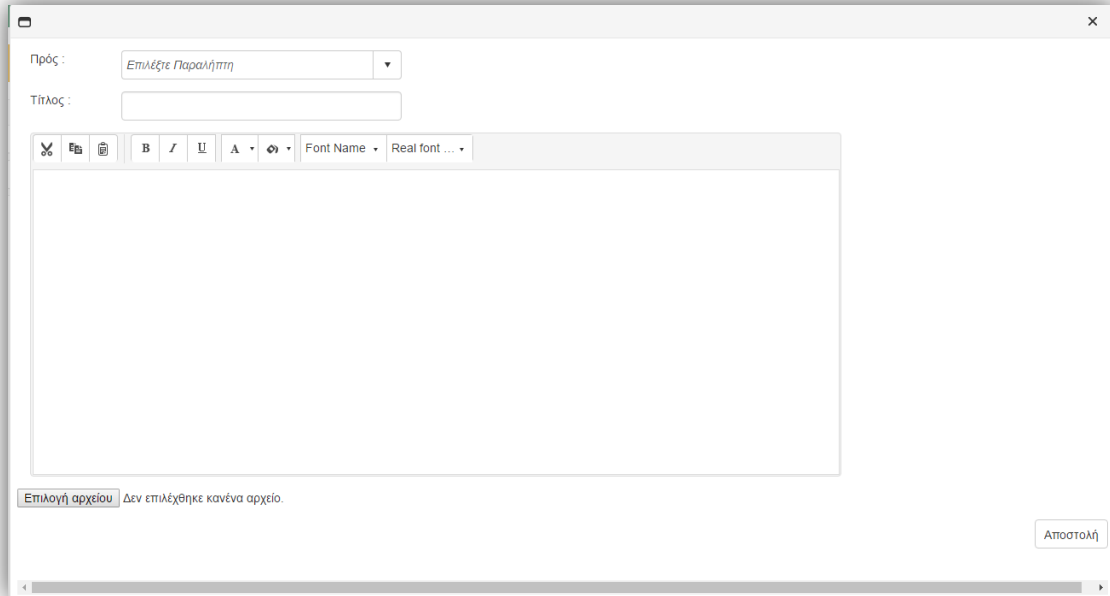 Πρός :
Επιλέξτε Παραλήπτη
Τίτλος :
B I U A Font Name Real font ...
Επιλογή αρχείου Δεν επιλέχθηκε κανένα αρχείο.
Αποστολή